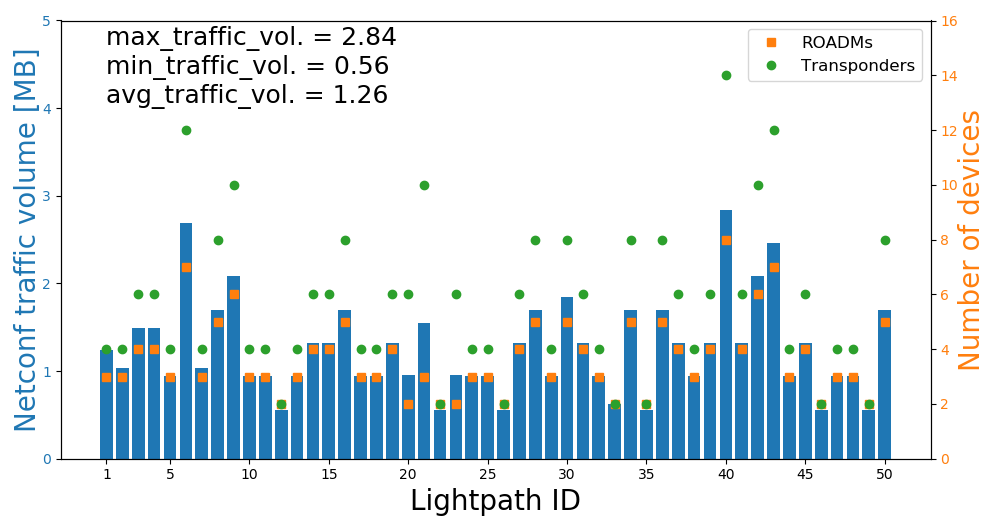 max_traffic_vol. = 2.84
min_traffic_vol. = 0.56
avg_traffic_vol. = 1.26
ROADMs
Transponders
Netconf traffic volume [MB]
5
4
3
2
1
0
Number of devices
16
14
12
10
8
6
4
2
0
1 5 10 15 20 25 30 35 40 45 50
Lightpath ID